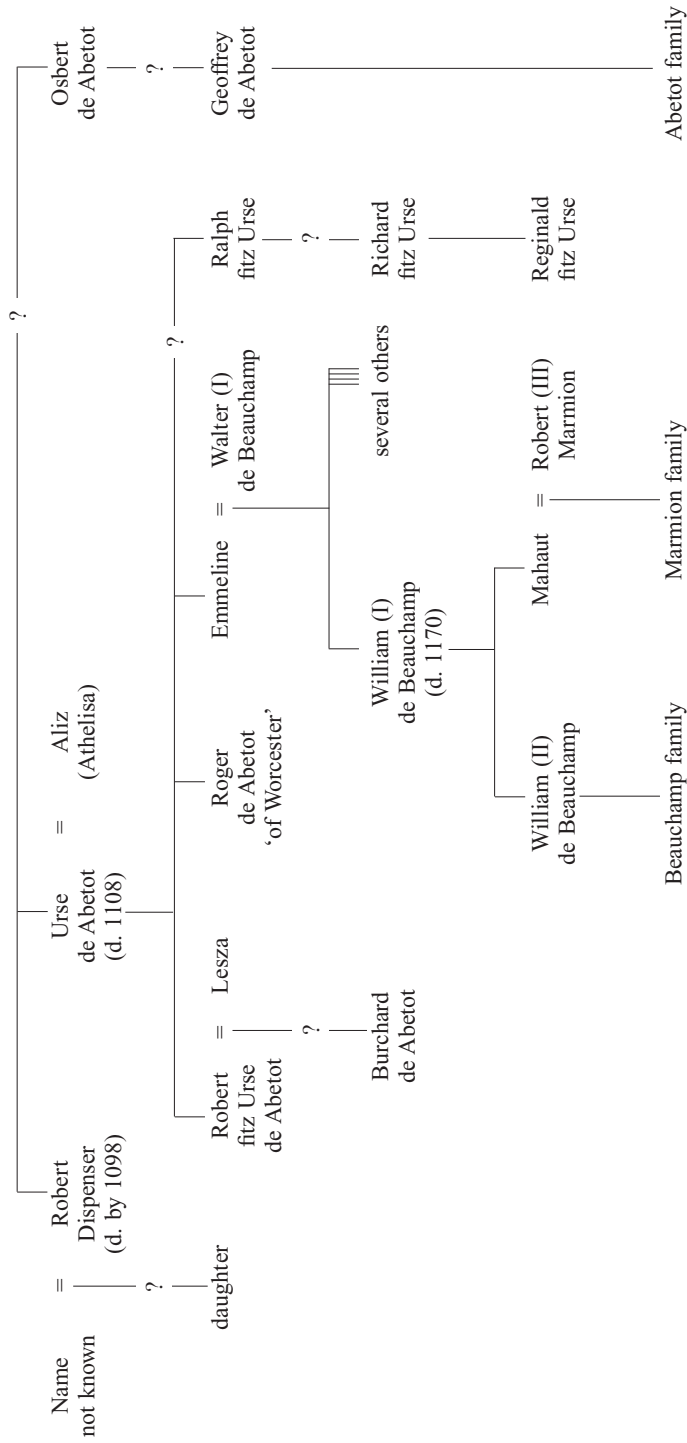 ?
Name
not known
=
Robert
Dispenser
(d. by 1098)
Urse
de Abetot
(d. 1108)
=
Aliz
(Athelisa)
Osbert
de Abetot
?
?
?
daughter
Robert
fitz Urse
de Abetot
=
Lesza
Roger
de Abetot
‘of Worcester’
Emmeline
=
Walter (I)
de Beauchamp
Ralph
fitz Urse
Geoffrey
de Abetot
?
?
Burchard
de Abetot
William (I)
de Beauchamp
(d. 1170)
several others
Richard
fitz Urse
William (II)
de Beauchamp
Mahaut
=
Robert (III)
Marmion
Reginald
fitz Urse
Beauchamp family
Marmion family
Abetot family